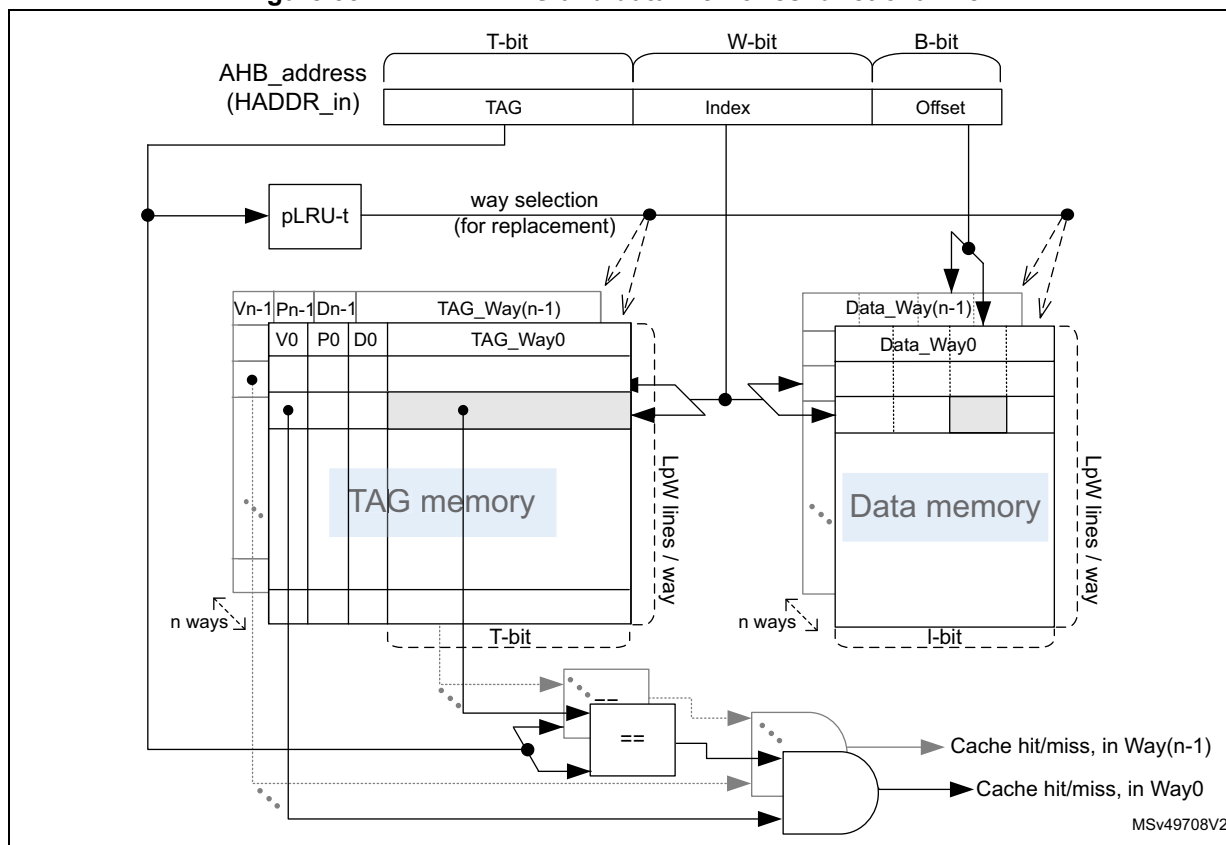 T-bit W-bit B-bit
AHB_address
(HADDR_in)
TAG Index Offset
pLRU-t
way selection
(for replacement)
Vn-1 Pn-1 Dn-1 TAG_Way(n-1)
V0 P0 D0 TAG_Way0
Data_Way(n-1)
Data_Way0
TAG memory
LpW lines / way
Data memory
LpW lines / way
n ways
T-bit
n ways
I-bit
==
==
Cache hit/miss, in Way(n-1)
Cache hit/miss, in Way0
MSv49708V2